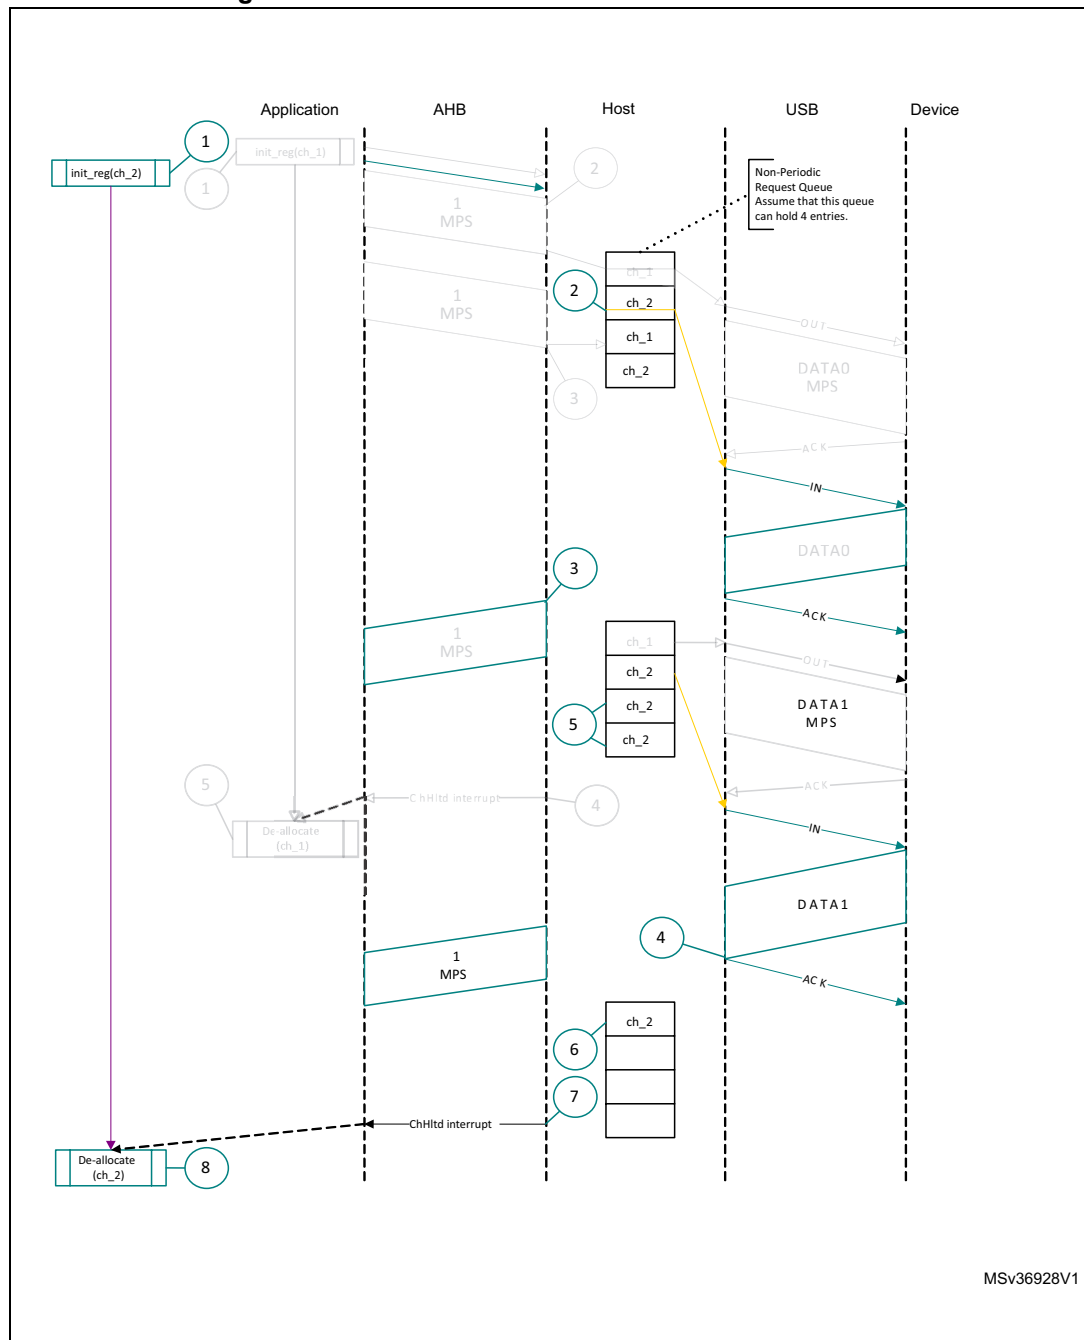 Application AHB Host USB Device
1
init_reg(ch_1)
init_reg(ch_2)
1
2
Non-Periodic
Request Queue
Assume that this queue
can hold 4 entries.
1
MPS
ch_1
2
ch_2
1
MPS
OUT
ch_1
DATA0
MPS
ch_2
3
ACK
IN
DATA0
3
ACK
1
MPS
ch_1
OUT
ch_2
ch_2
DATA1
MPS
5
ch_2
5
ACK
ChHltd interrupt
4
De-allocate
(ch_1)
IN
DATA1
4
1
MPS
ACK
ch_2
6
7
ChHltd interrupt
De-allocate
(ch_2)
8
MSv36928V1